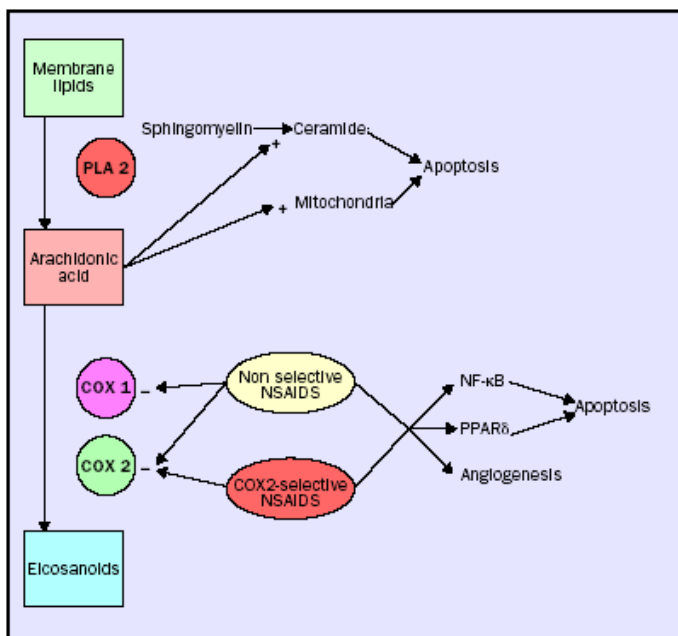 Membrane
lipids
Sphingomyelin
+
Ceramide
PLA 2
Apoptosis
+
Mitochondria
Arachidonic
acid
COX 1
–
Non selective
NSAIDS
NF-κB
Apoptosis
PPARδ
COX 2
–
COX2-selective
NSAIDS
Angiogenesis
Eicosanoids